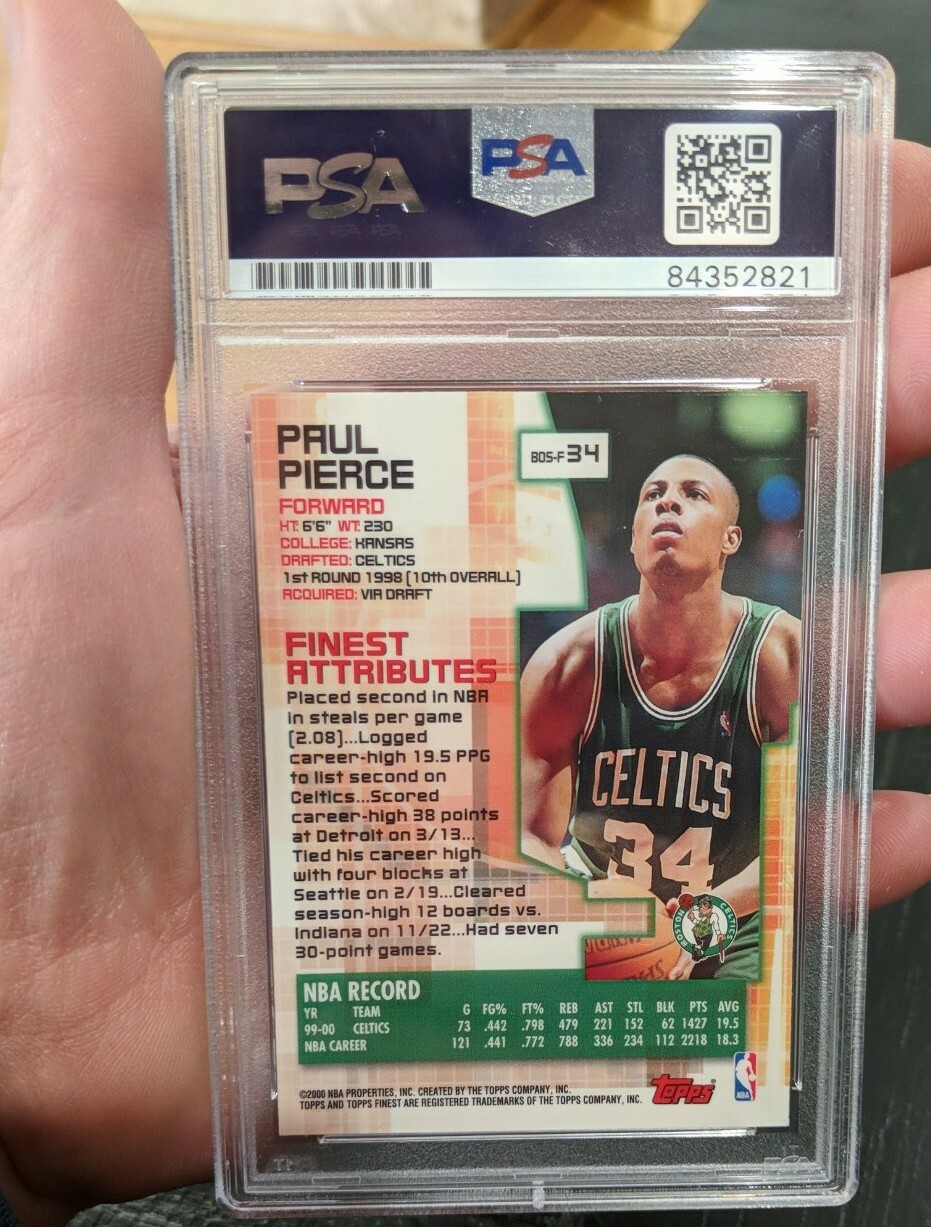 PSA
PSA
84352821
PAUL
PIERCE
BOS-F 34
FORWARD
HT: 6'6" WT: 230
COLLEGE: KANSAS
DRAFTED: CELTICS
1st ROUND 1998 (10th OVERALL)
ACQUIRED: VIA DRAFT
FINEST
ATTRIBUTES
Placed second in NBA
in steals per game
(2.08)...Logged
career-high 19.5 PPG
to list second on
Celtics...Scored
career-high 38 points
at Detroit on 3/13...
Tied his career high
with four blocks at
Seattle on 2/19...Cleared
season-high 12 boards vs.
Indiana on 11/22...Had seven
30-point games.
CELTICS
34
BOSTON CELTICS
NBA RECORD
YR TEAM G FG% FT% REB AST STL BLK PTS AVG
99-00 CELTICS 73 .442 .798 479 221 152 62 1427 19.5
NBA CAREER 121 .441 .772 788 336 234 112 2218 18.3
©2000 NBA PROPERTIES, INC. CREATED BY THE TOPPS COMPANY, INC.
TOPPS AND TOPPS FINEST ARE REGISTERED TRADEMARKS OF THE TOPPS COMPANY, INC.
Topps
NBA
PSA